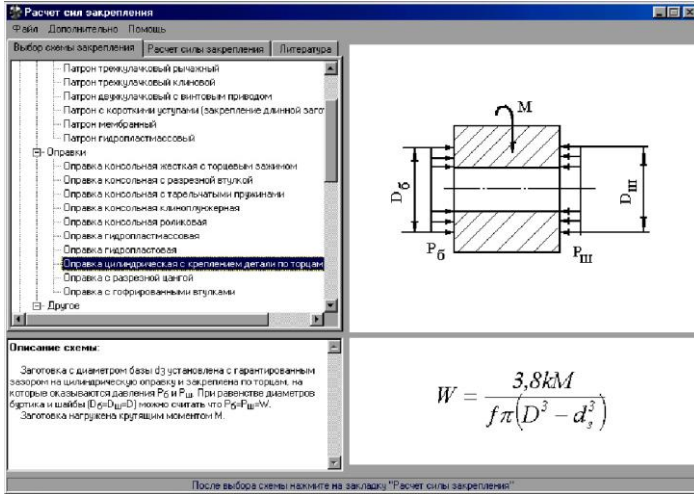 Расчет сил закрепления
Файл Дополнительно Помощь
Выбор схемы закрепления Расчет силы закрепления Литература
Патрон трехкулачковый рычажный
Патрон трехкулачковый клиновой
Патрон двухкулачковый с винтовым приводом
Патрон с короткими уступами (закрепление длинной загот
Патрон мембранный
Патрон гидропластмассовый
Оправки
Оправка консольная жесткая с торцевым зажимом
Оправка консольная с разрезной втулкой
Оправка консольная с тарельчатыми пружинами
Оправка консольная клиноплунжерная
Оправка консольная роликовая
Оправка гидропластмассовая
Оправка гидропластовая
Оправка цилиндрическая с креплением детали по торцам
Оправка с разрезной цангой
Оправка с гофрированными втулками
Другое
M
Dб
Dш
Pб
Pш
Описание схемы:
Заготовка с диаметром базы dз установлена с гарантированным
зазором на цилиндрическую оправку и закреплена по торцам, на
которые оказываются давления Pб и Pш. При равенстве диаметров
буртика и шайбы (Dб=Dш=D) можно считать что Pб=Pш=W.
Заготовка нагружена крутящим моментом М.
W = 3,8kM / fπ(D³ − dз³)
После выбора схемы нажмите на закладку "Расчет силы закрепления"